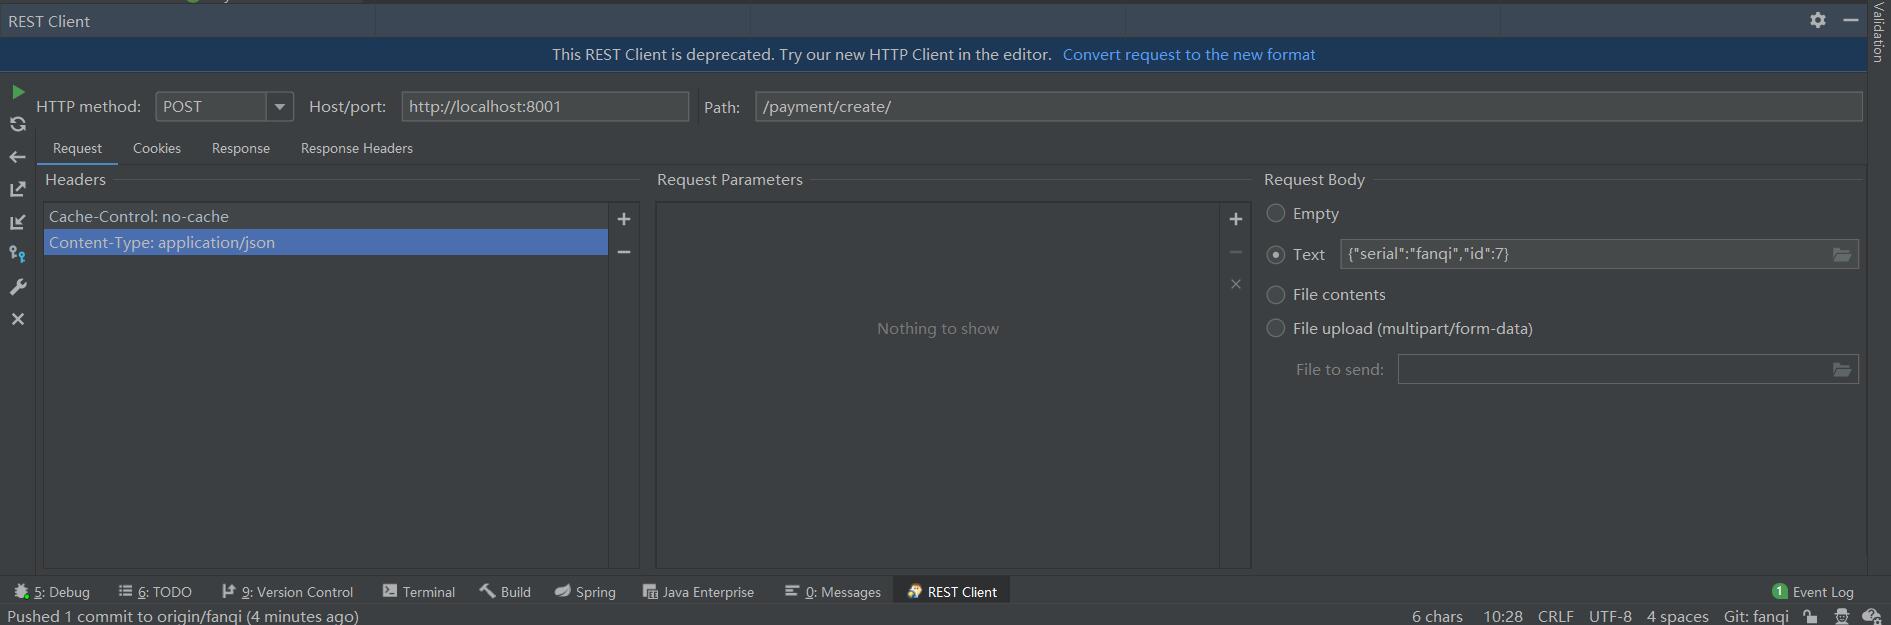 REST Client
Validation
This REST Client is deprecated. Try our new HTTP Client in the editor. Convert request to the new format
HTTP method: POST Host/port: http://localhost:8001 Path: /payment/create/
Request Cookies Response Response Headers
Headers Request Parameters Request Body
Cache-Control: no-cache
Content-Type: application/json
Nothing to show
Empty
Text {"serial":"fanqi","id":7}
File contents
File upload (multipart/form-data)
File to send:
5: Debug 6: TODO 9: Version Control Terminal Build Spring Java Enterprise 0: Messages REST Client 1 Event Log
Pushed 1 commit to origin/fanqi (4 minutes ago) 6 chars 10:28 CRLF UTF-8 4 spaces Git: fanqi